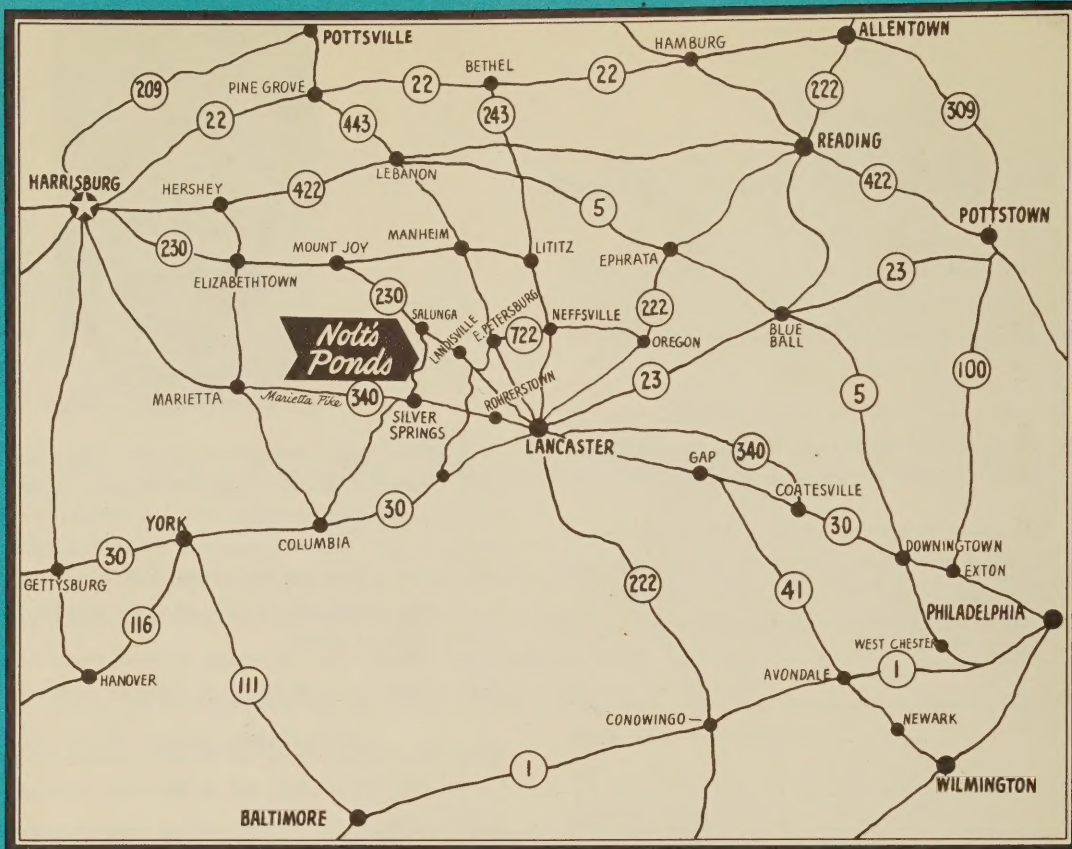 POTTSVILLE
ALLENTOWN
HAMBURG
BETHEL
209
PINE GROVE
22
22
222
22
443
243
309
READING
HARRISBURG
LEBANON
HERSHEY
422
422
5
POTTSTOWN
230
MOUNT JOY
MANHEIM
LITITZ
EPHRATA
23
ELIZABETHTOWN
230
SALUNGA
LANDISVILLE
E. PETERSBURG
722
NEFFSVILLE
222
OREGON
BLUE
BALL
Nolt's
Ponds
100
MARIETTA
Marietta Pike
340
SILVER
SPRINGS
ROHRERSTOWN
23
5
LANCASTER
340
GAP
COATESVILLE
30
30
YORK
COLUMBIA
30
DOWNINGTOWN
EXTON
GETTYSBURG
222
41
PHILADELPHIA
116
WEST CHESTER
1
HANOVER
111
AVONDALE
CONOWINGO
NEWARK
1
WILMINGTON
BALTIMORE